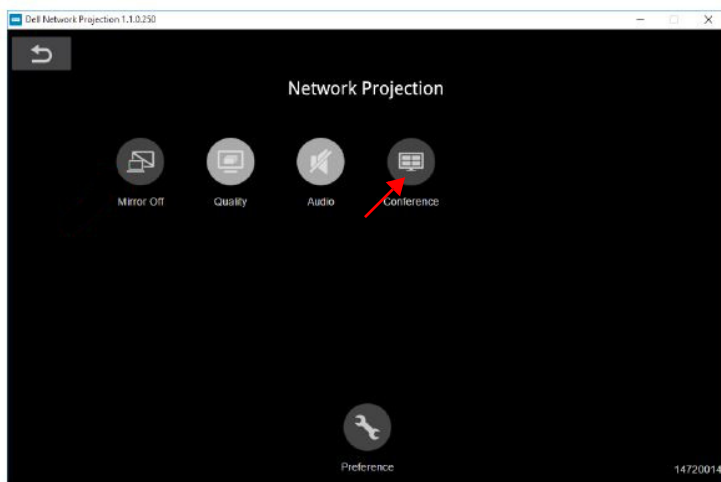 Dell Network Projection 1.1.0.250
Network Projection
Mirror Off
Quality
Audio
Conference
Preference
14720014